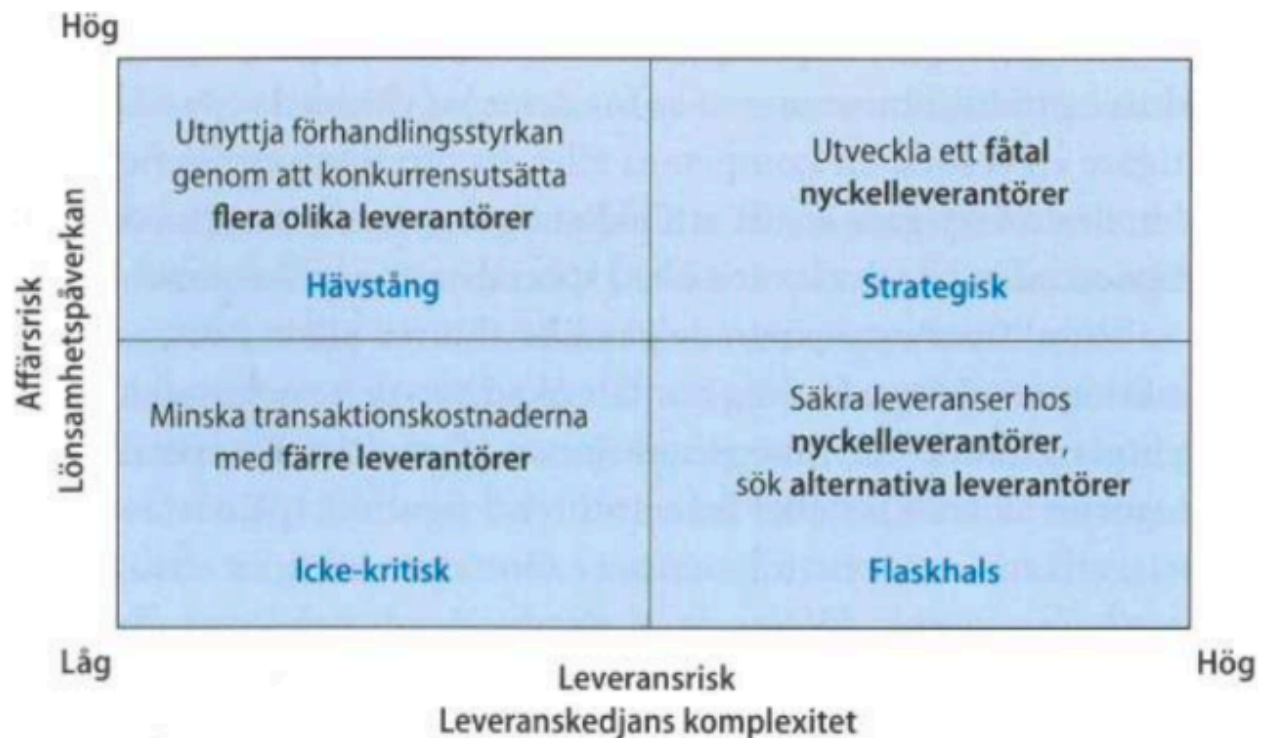 Hög
Utnyttja förhandlingsstyrkan
genom att konkurrensutsätta
flera olika leverantörer
Hävstång
Utveckla ett fåtal
nyckelleverantörer
Strategisk
Affärsrisk
Lönsamhetspåverkan
Minska transaktionskostnaderna
med färre leverantörer
Icke-kritisk
Säkra leveranser hos
nyckelleverantörer,
sök alternativa leverantörer
Flaskhals
Låg
Hög
Leveransrisk
Leveranskedjans komplexitet